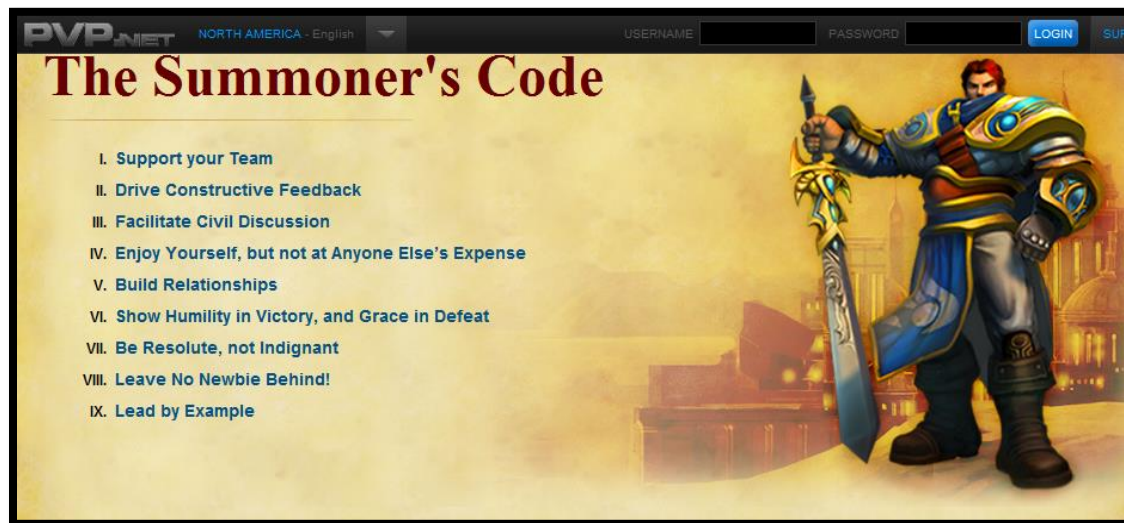 PVP.NET NORTH AMERICA - English USERNAME PASSWORD LOGIN
The Summoner's Code
I. Support your Team
II. Drive Constructive Feedback
III. Facilitate Civil Discussion
IV. Enjoy Yourself, but not at Anyone Else’s Expense
V. Build Relationships
VI. Show Humility in Victory, and Grace in Defeat
VII. Be Resolute, not Indignant
VIII. Leave No Newbie Behind!
IX. Lead by Example